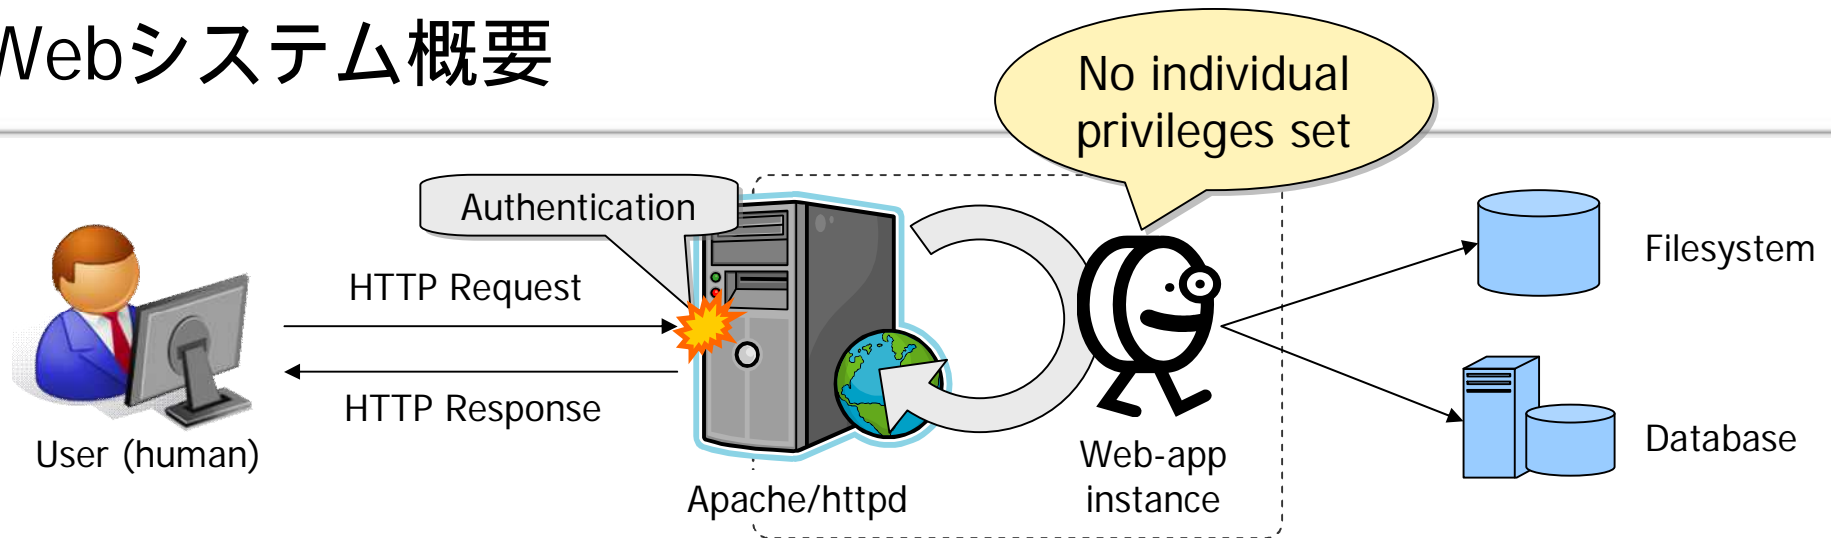 Webシステム概要
No individual
privileges set
Authentication
HTTP Request
HTTP Response
User (human)
Apache/httpd
Web-app
instance
Filesystem
Database